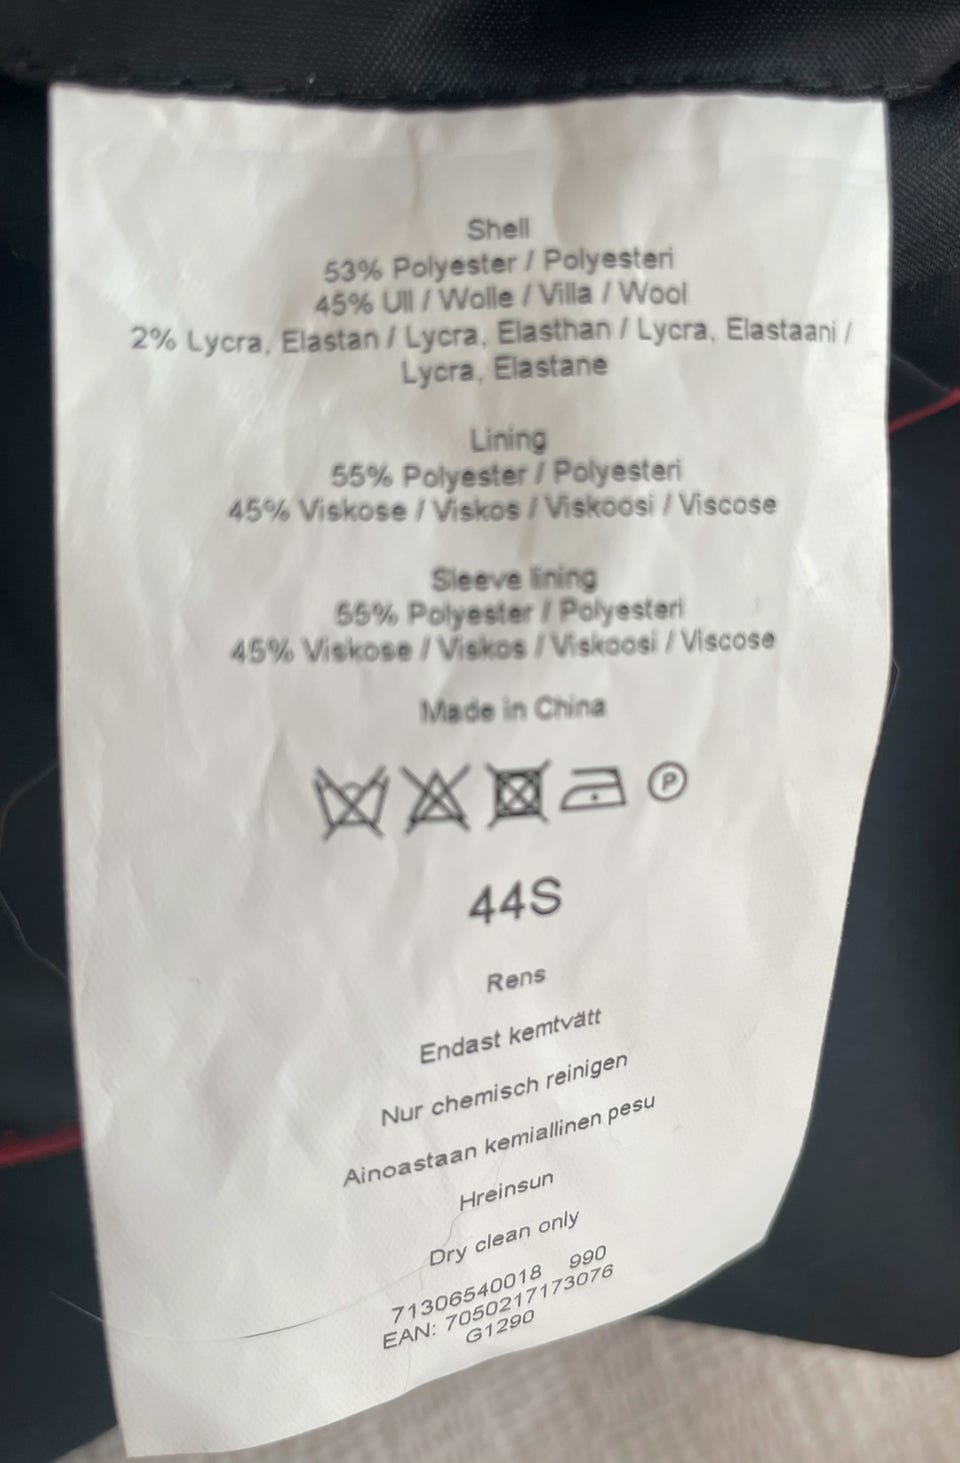 Shell
53% Polyester / Polyesteri
45% Ull / Wolle / Villa / Wool
2% Lycra, Elastan / Lycra, Elasthan / Lycra, Elastaani /
Lycra, Elastane
Lining
55% Polyester / Polyesteri
45% Viskose / Viskos / Viskoosi / Viscose
Sleeve lining
55% Polyester / Polyesteri
45% Viskose / Viskos / Viskoosi / Viscose
Made in China
P
44S
Rens
Endast kemtvätt
Nur chemisch reinigen
Ainoastaan kemiallinen pesu
Hreinsun
Dry clean only
71306540018 990
EAN: 7050217173076
G1290